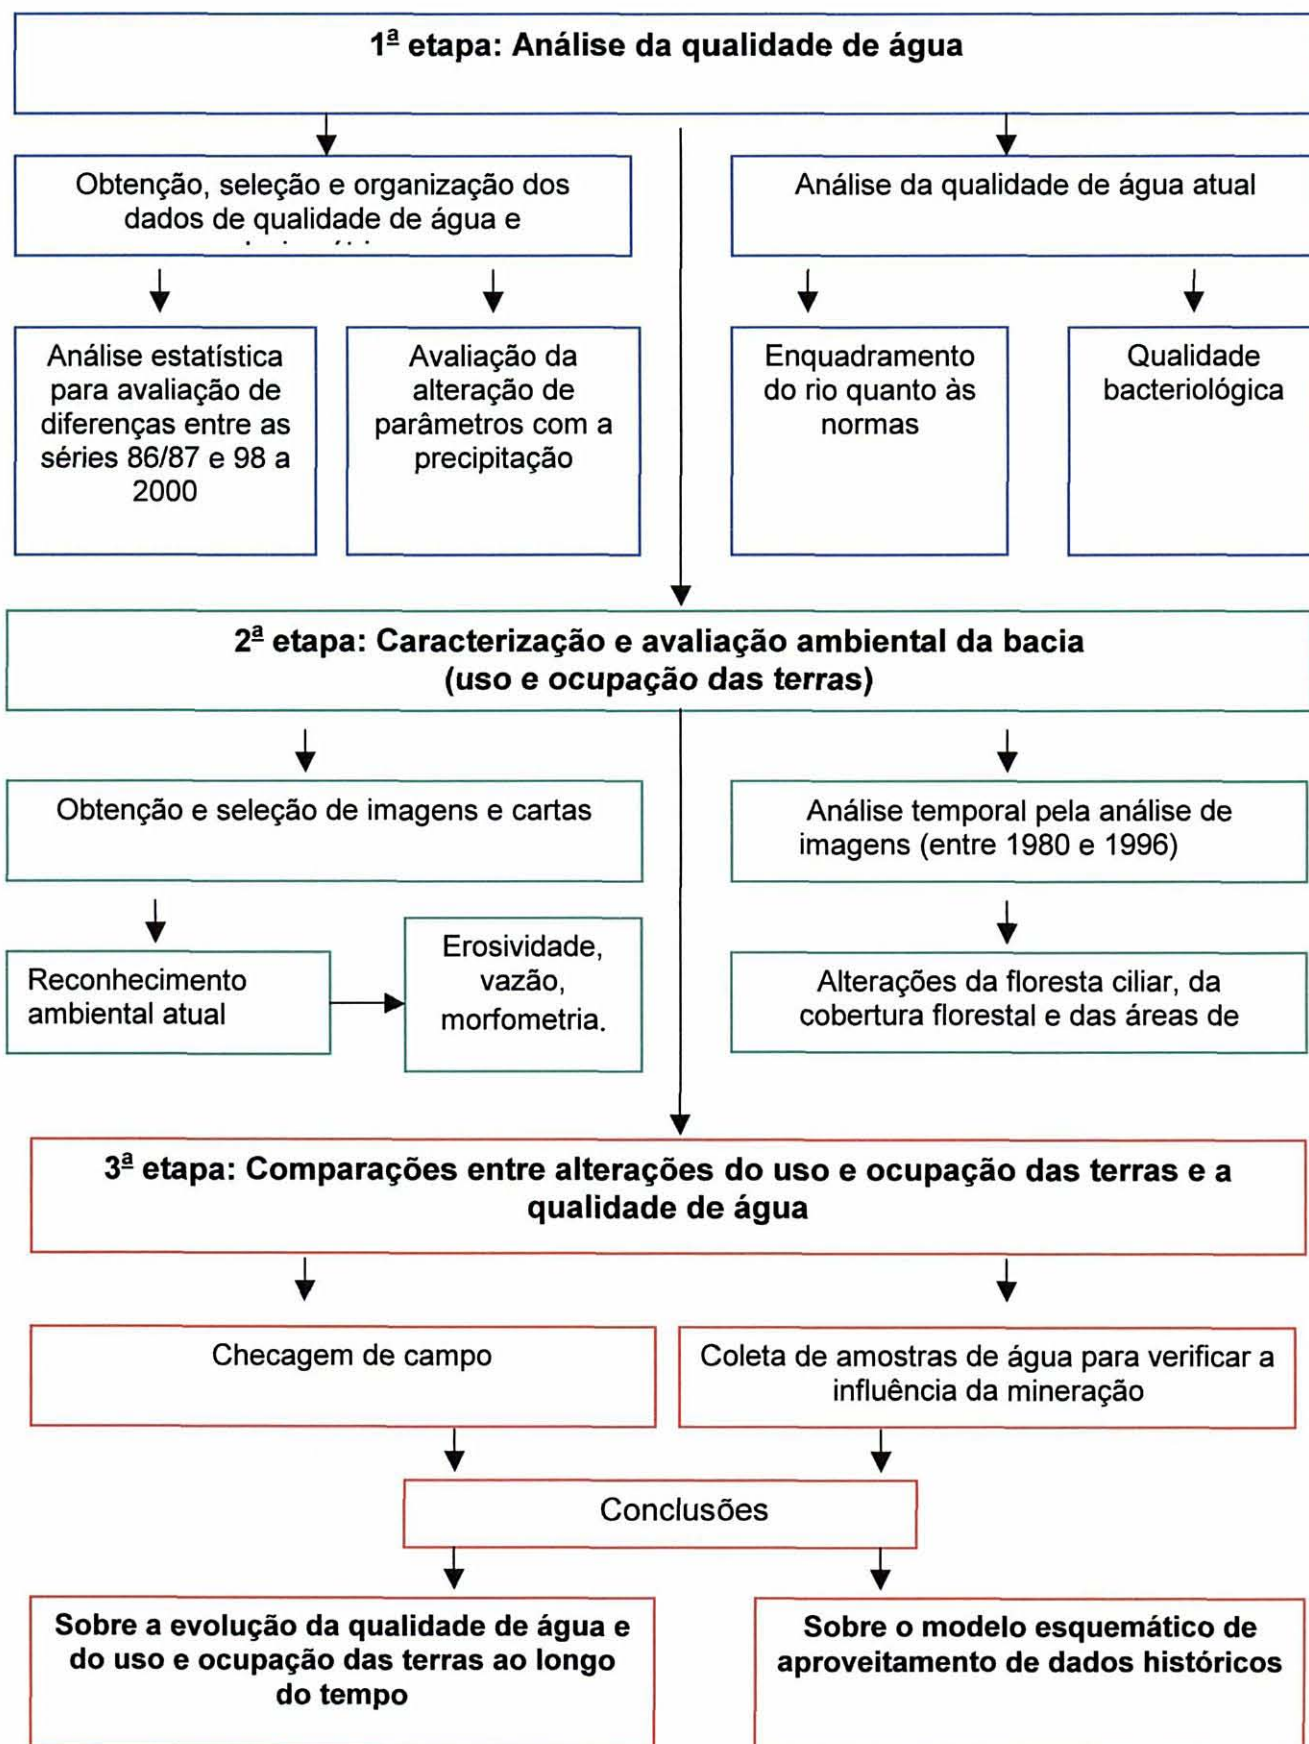 1ª etapa: Análise da qualidade de água
Obtenção, seleção e organização dos
dados de qualidade de água e
Análise da qualidade de água atual
Análise estatística
para avaliação de
diferenças entre as
séries 86/87 e 98 a
2000
Avaliação da
alteração de
parâmetros com a
precipitação
Enquadramento
do rio quanto às
normas
Qualidade
bacteriológica
2ª etapa: Caracterização e avaliação ambiental da bacia
(uso e ocupação das terras)
Obtenção e seleção de imagens e cartas
Análise temporal pela análise de
imagens (entre 1980 e 1996)
Reconhecimento
ambiental atual
Erosividade,
vazão,
morfometria.
Alterações da floresta ciliar, da
cobertura florestal e das áreas de
3ª etapa: Comparações entre alterações do uso e ocupação das terras e a
qualidade de água
Checagem de campo
Coleta de amostras de água para verificar a
influência da mineração
Conclusões
Sobre a evolução da qualidade de água e
do uso e ocupação das terras ao longo
do tempo
Sobre o modelo esquemático de
aproveitamento de dados históricos